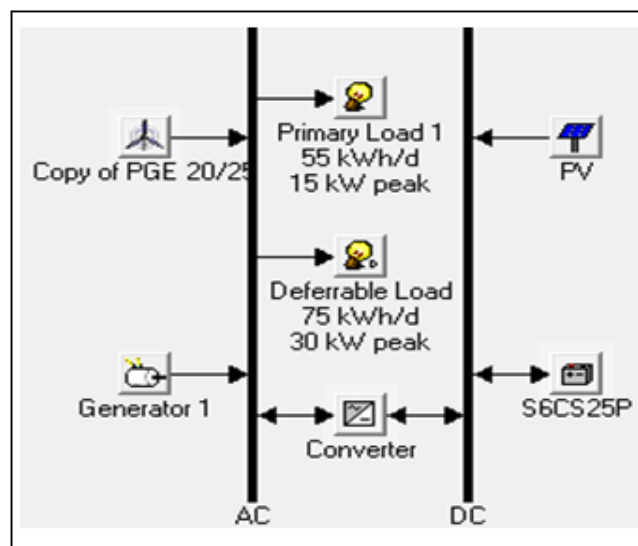 Primary Load 1
55 kWh/d
15 kW peak
Copy of PGE 20/25
PV
Deferrable Load
75 kWh/d
30 kW peak
Generator 1
S6CS25P
Converter
AC
DC